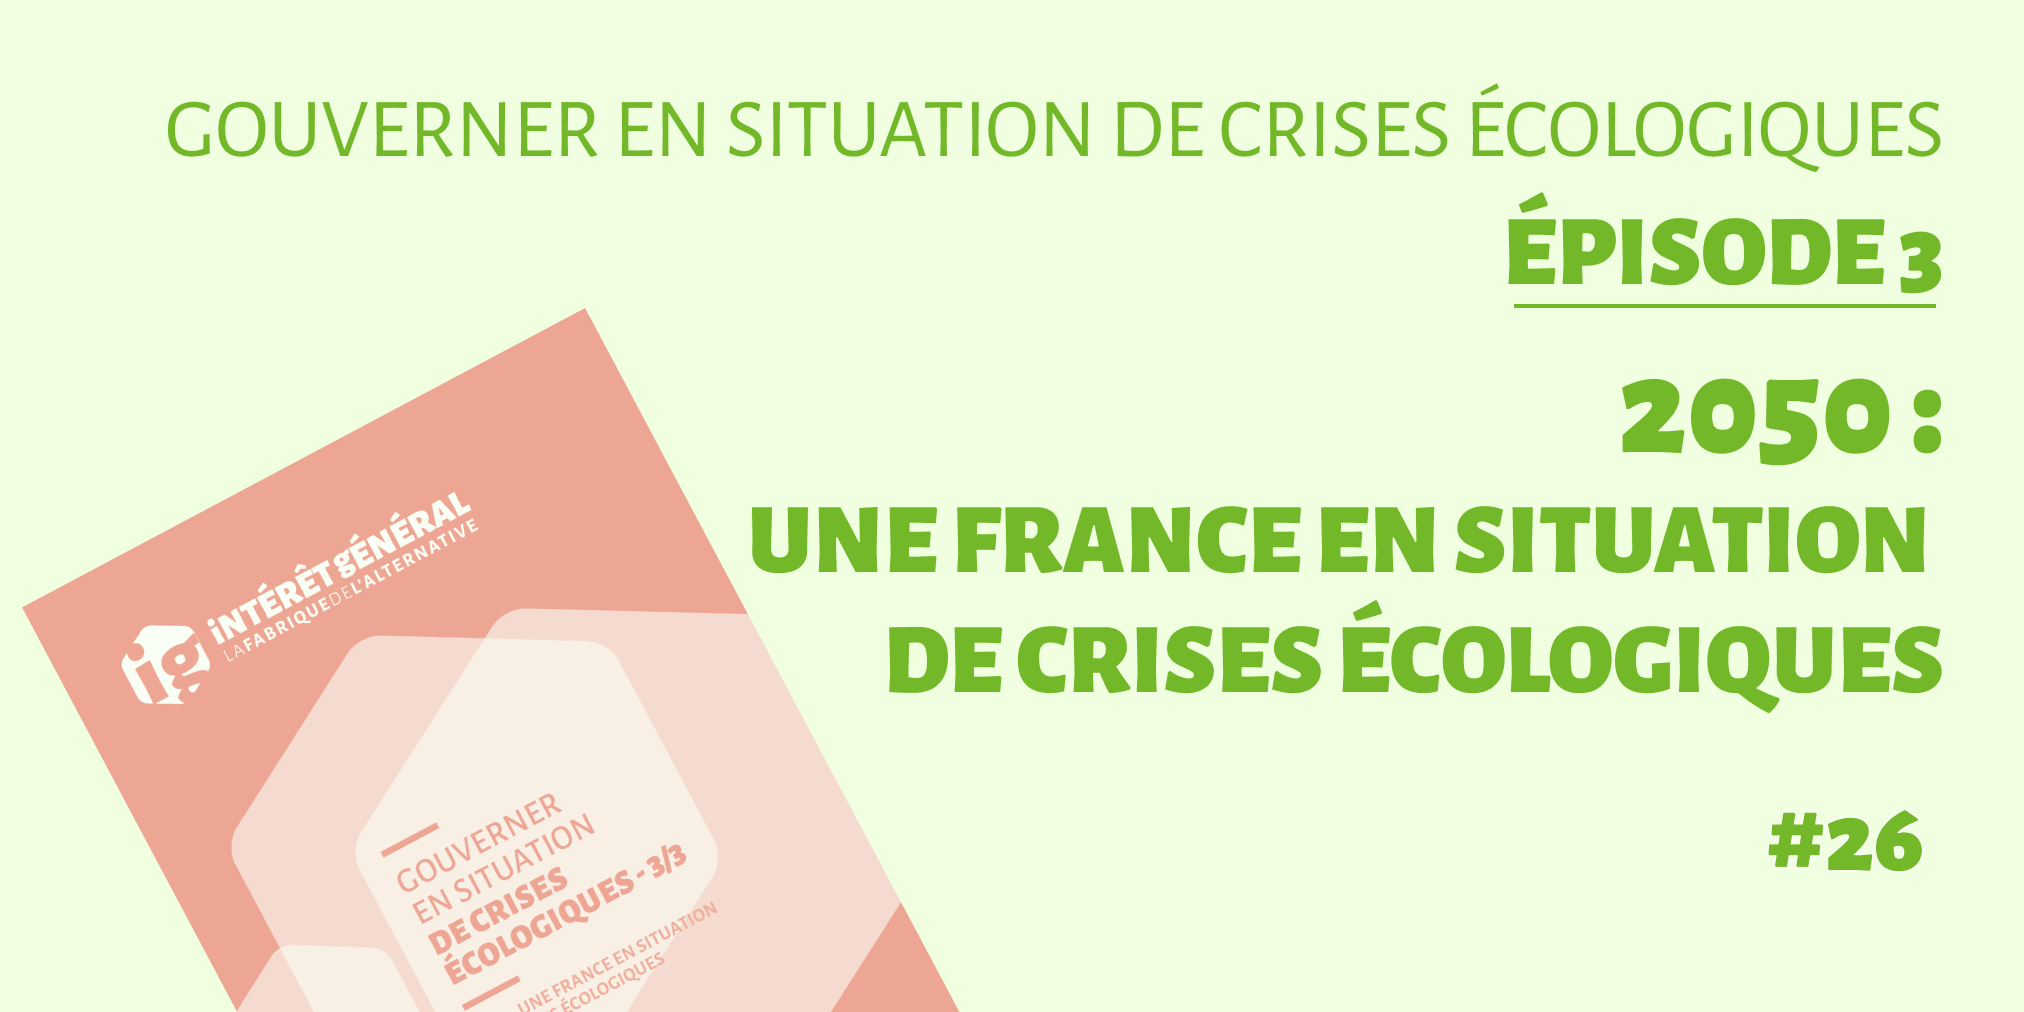 GOUVERNER EN SITUATION DE CRISES ÉCOLOGIQUES
ÉPISODE 3
2050 :
UNE FRANCE EN SITUATION
DE CRISES ÉCOLOGIQUES
#26
ig
iNTÉRÊT gÉNÉRAL
LA FABRIQUE DE L'ALTERNATIVE
GOUVERNER
EN SITUATION
DE CRISES
ÉCOLOGIQUES - 3/3
UNE FRANCE EN SITUATION
ÉCOLOGIQUES